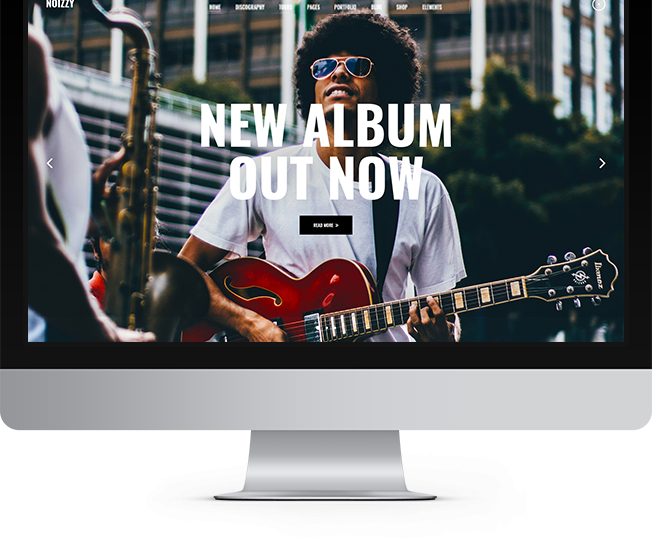 NOIZZY
HOME DISCOGRAPHY TOURS PAGES PORTFOLIO BLOG SHOP ELEMENTS
NEW ALBUM
OUT NOW
READ MORE »
Ibanez